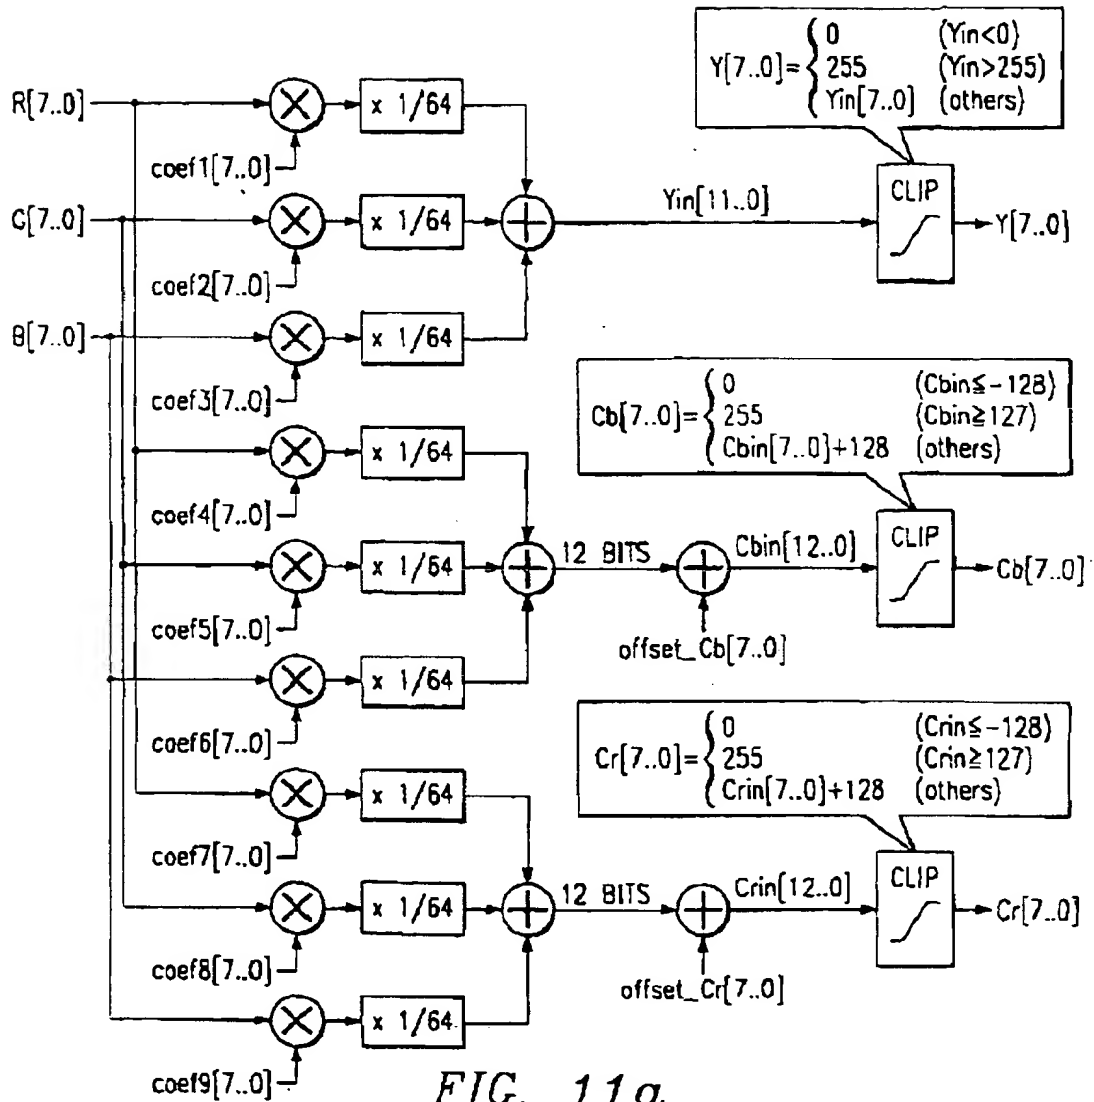 Y[7..0]= { 0 (Yin<0)
255 (Yin>255)
Yin[7..0] (others)
R[7..0]
x 1/64
coef1[7..0]
CLIP
G[7..0]
x 1/64
Yin[11..0]
Y[7..0]
coef2[7..0]
B[7..0]
x 1/64
coef3[7..0]
Cb[7..0]= { 0 (Cbin≦-128)
255 (Cbin≧127)
Cbin[7..0]+128 (others)
x 1/64
coef4[7..0]
CLIP
x 1/64
12 BITS
Cbin[12..0]
Cb[7..0]
coef5[7..0]
offset_Cb[7..0]
x 1/64
coef6[7..0]
Cr[7..0]= { 0 (Crin≦-128)
255 (Crin≧127)
Crin[7..0]+128 (others)
x 1/64
coef7[7..0]
CLIP
x 1/64
12 BITS
Crin[12..0]
Cr[7..0]
coef8[7..0]
offset_Cr[7..0]
x 1/64
coef9[7..0]
FIG. 11a